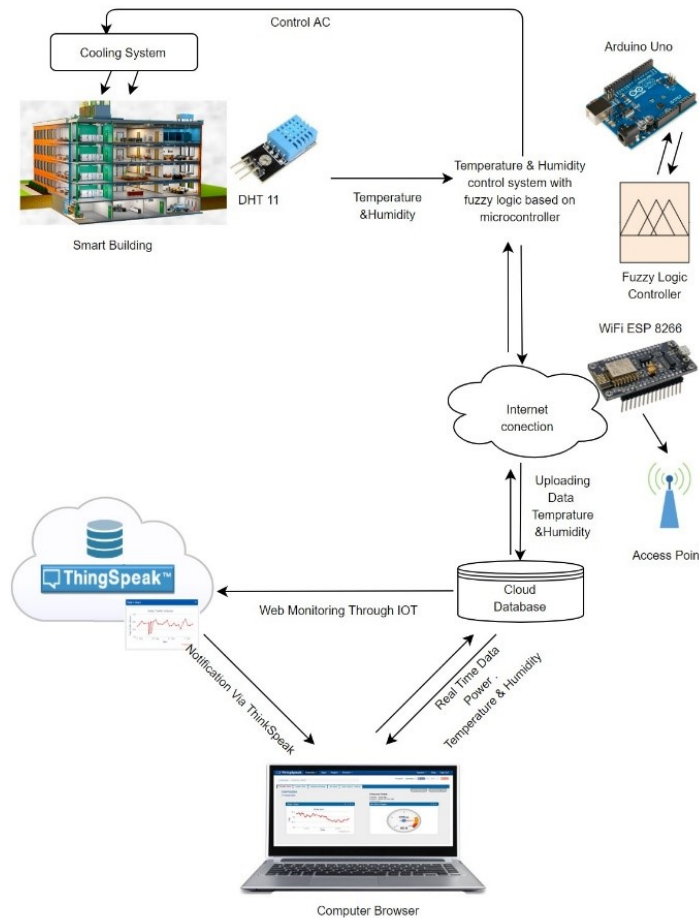 Control AC
Cooling System
Arduino Uno
DHT 11
Temperature
&Humidity
Temperature & Humidity
control system with
fuzzy logic based on
microcontroller
Smart Building
Fuzzy Logic
Controller
WiFi ESP 8266
Internet
conection
Uploading
Data
Temprature
&Humidity
Access Poin
ThingSpeak™
Cloud
Database
Web Monitoring Through IOT
Notification Via ThinkSpeak
Real Time Data
Power .
Temperature & Humidity
ThingSpeak
Computer Browser